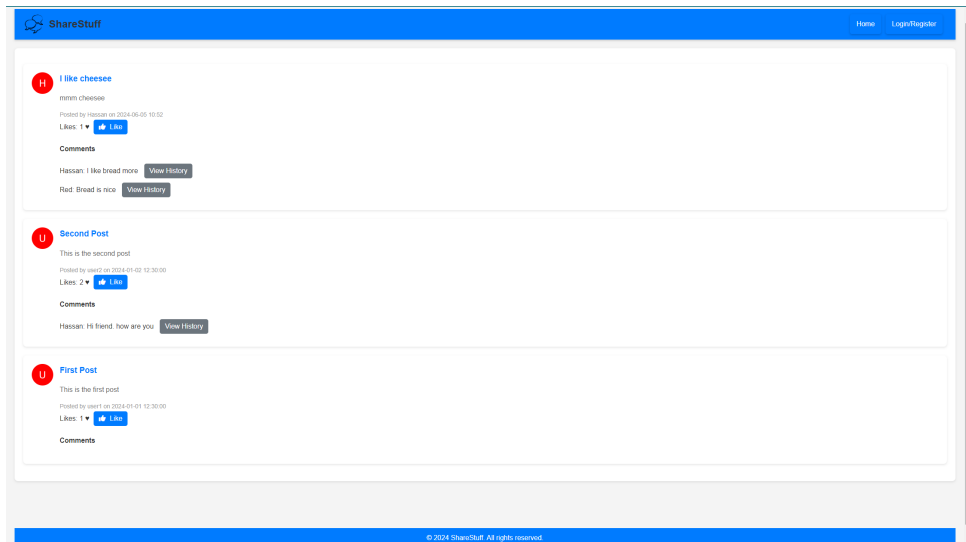 ShareStuff
Home Login/Register
H
I like cheesee
mmm cheesee
Posted by Hassan on 2024-06-05 10:52
Likes: 1 ♥ Like
Comments
Hassan: I like bread more View History
Red: Bread is nice View History
U
Second Post
This is the second post
Posted by user2 on 2024-01-02 12:30:00
Likes: 2 ♥ Like
Comments
Hassan: Hi friend. how are you View History
U
First Post
This is the first post
Posted by user1 on 2024-01-01 12:30:00
Likes: 1 ♥ Like
Comments
© 2024 ShareStuff. All rights reserved.